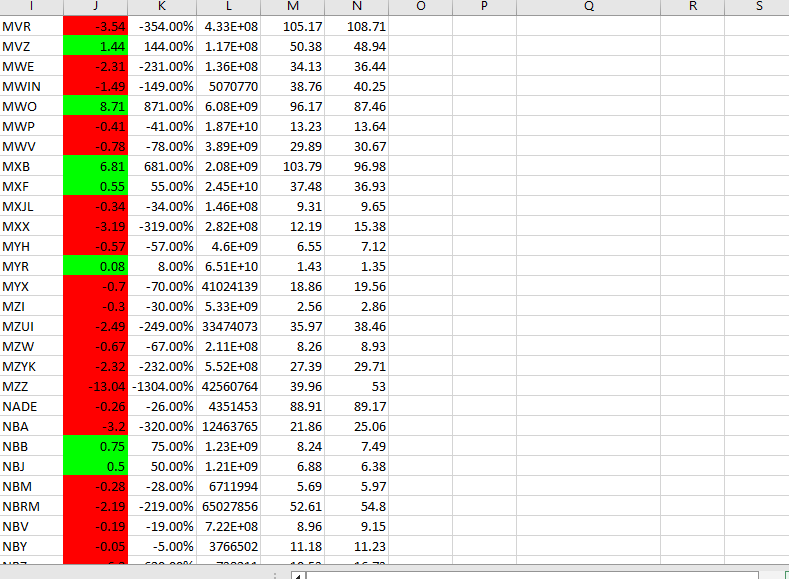 I J K L M N O P Q R S
MVR -3.54 -354.00% 4.33E+08 105.17 108.71
MVZ 1.44 144.00% 1.17E+08 50.38 48.94
MWE -2.31 -231.00% 1.36E+08 34.13 36.44
MWIN -1.49 -149.00% 5070770 38.76 40.25
MWO 8.71 871.00% 6.08E+09 96.17 87.46
MWP -0.41 -41.00% 1.87E+10 13.23 13.64
MWV -0.78 -78.00% 3.89E+09 29.89 30.67
MXB 6.81 681.00% 2.08E+09 103.79 96.98
MXF 0.55 55.00% 2.45E+10 37.48 36.93
MXJL -0.34 -34.00% 1.46E+08 9.31 9.65
MXX -3.19 -319.00% 2.82E+08 12.19 15.38
MYH -0.57 -57.00% 4.6E+09 6.55 7.12
MYR 0.08 8.00% 6.51E+10 1.43 1.35
MYX -0.7 -70.00% 41024139 18.86 19.56
MZI -0.3 -30.00% 5.33E+09 2.56 2.86
MZUI -2.49 -249.00% 33474073 35.97 38.46
MZW -0.67 -67.00% 2.11E+08 8.26 8.93
MZYK -2.32 -232.00% 5.52E+08 27.39 29.71
MZZ -13.04 -1304.00% 42560764 39.96 53
NADE -0.26 -26.00% 4351453 88.91 89.17
NBA -3.2 -320.00% 12463765 21.86 25.06
NBB 0.75 75.00% 1.23E+09 8.24 7.49
NBJ 0.5 50.00% 1.21E+09 6.88 6.38
NBM -0.28 -28.00% 6711994 5.69 5.97
NBRM -2.19 -219.00% 65027856 52.61 54.8
NBV -0.19 -19.00% 7.22E+08 8.96 9.15
NBY -0.05 -5.00% 3766502 11.18 11.23